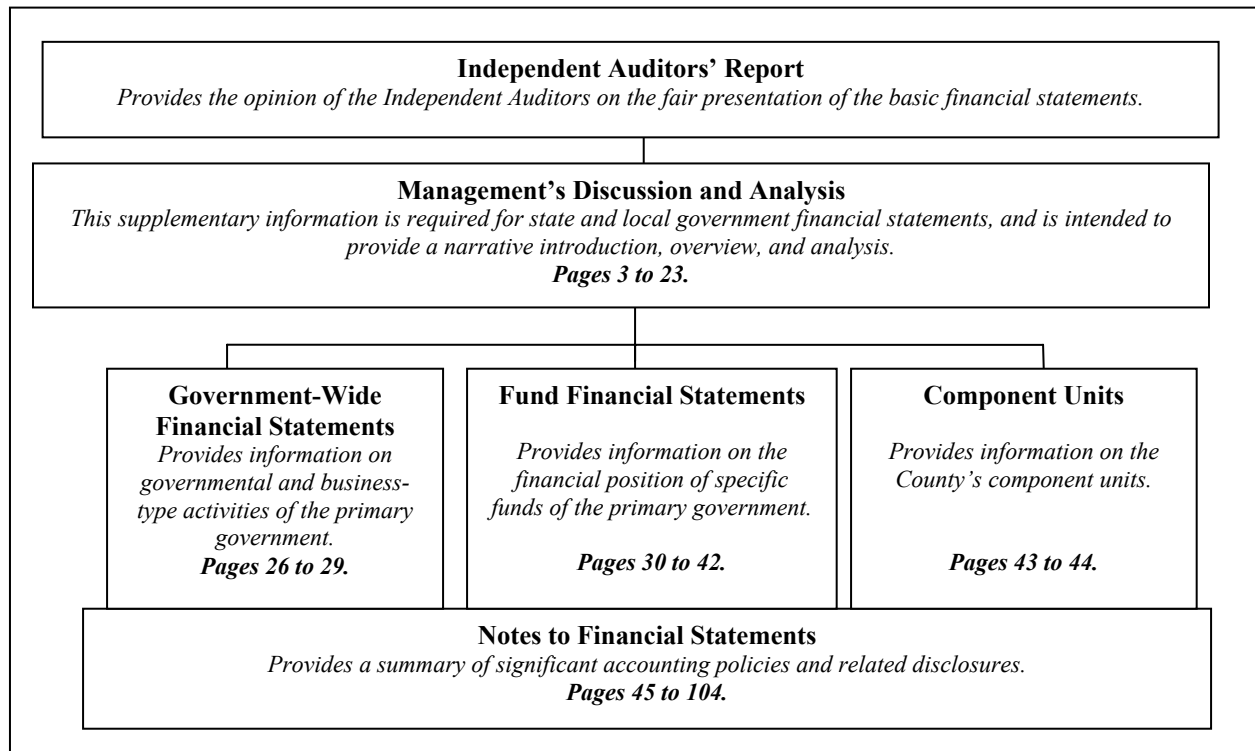 Independent Auditors’ Report
Provides the opinion of the Independent Auditors on the fair presentation of the basic financial statements.
Management’s Discussion and Analysis
This supplementary information is required for state and local government financial statements, and is intended to
provide a narrative introduction, overview, and analysis.
Pages 3 to 23.
Government-Wide
Financial Statements
Provides information on
governmental and business-
type activities of the primary
government.
Pages 26 to 29.
Fund Financial Statements
Provides information on the
financial position of specific
funds of the primary government.
Pages 30 to 42.
Component Units
Provides information on the
County’s component units.
Pages 43 to 44.
Notes to Financial Statements
Provides a summary of significant accounting policies and related disclosures.
Pages 45 to 104.